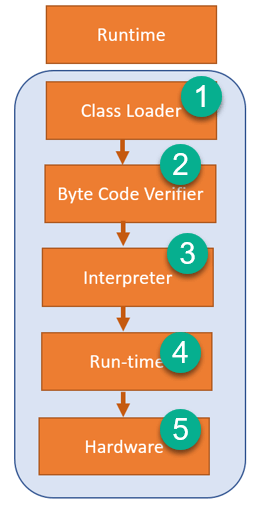 Runtime
1
Class Loader
2
Byte Code Verifier
3
Interpreter
4
Run-time
5
Hardware